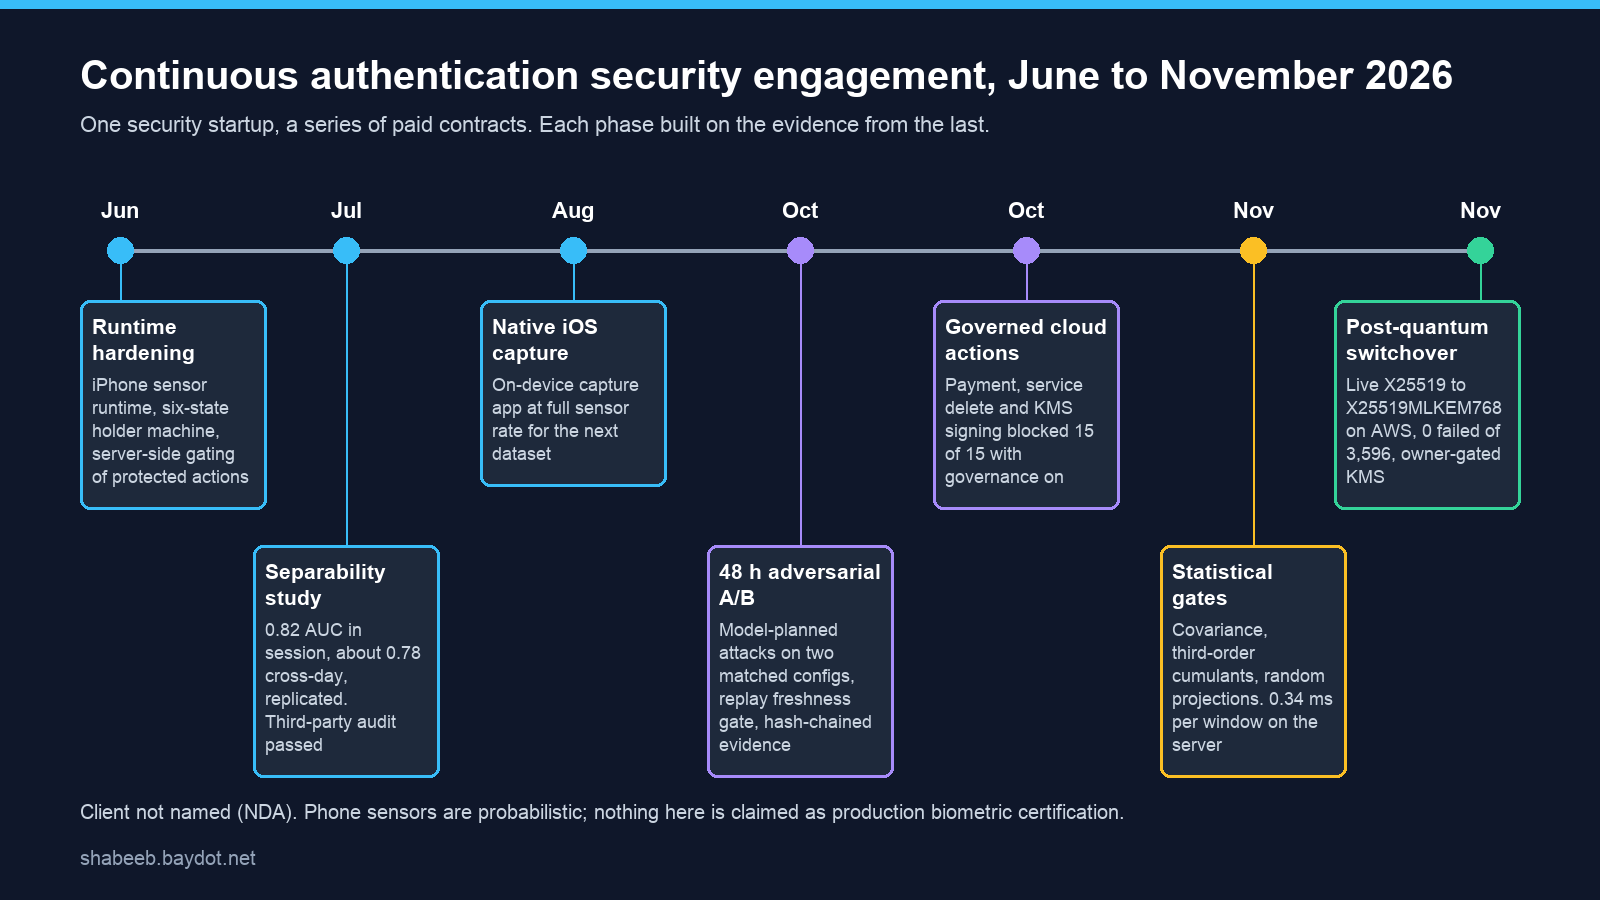 Continuous authentication security engagement, June to November 2026
One security startup, a series of paid contracts. Each phase built on the evidence from the last.
Jun
Jul
Aug
Oct
Oct
Nov
Nov
Runtime
hardening
iPhone sensor
runtime, six-state
holder machine,
server-side gating
of protected actions
Separability
study
0.82 AUC in
session, about 0.78
cross-day,
replicated.
Third-party audit
passed
Native iOS
capture
On-device capture
app at full sensor
rate for the next
dataset
48 h adversarial
A/B
Model-planned
attacks on two
matched configs,
replay freshness
gate, hash-chained
evidence
Governed cloud
actions
Payment, service
delete and KMS
signing blocked 15
of 15 with
governance on
Statistical
gates
Covariance,
third-order
cumulants, random
projections. 0.34 ms
per window on the
server
Post-quantum
switchover
Live X25519 to
X25519MLKEM768
on AWS, 0 failed of
3,596, owner-gated
KMS
Client not named (NDA). Phone sensors are probabilistic; nothing here is claimed as production biometric certification.
shabeeb.baydot.net